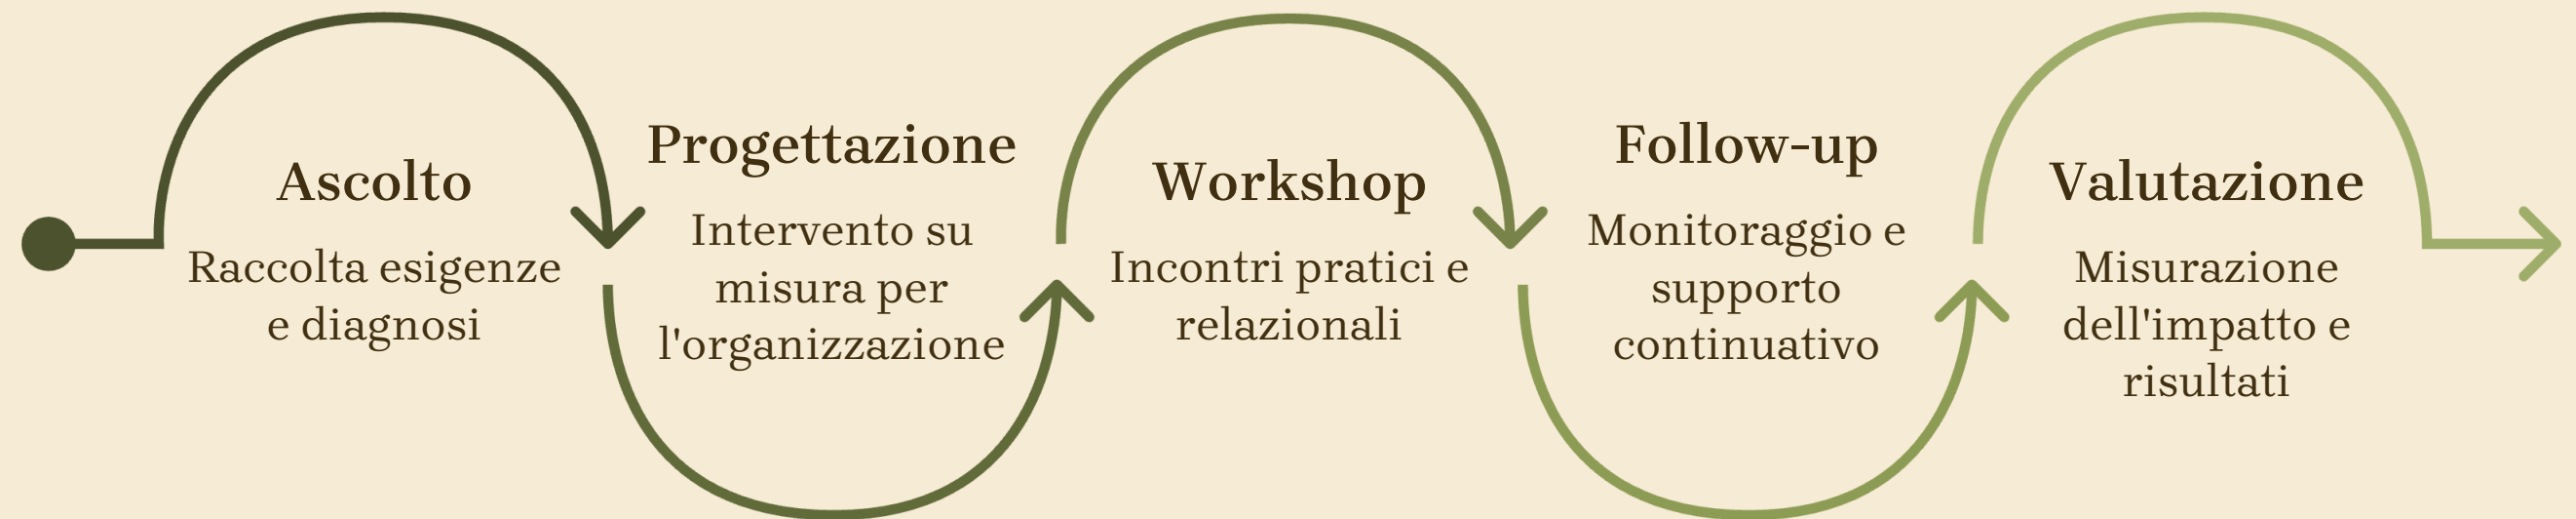 Ascolto
Raccolta esigenze
e diagnosi
Progettazione
Intervento su
misura per
l'organizzazione
Workshop
Incontri pratici e
relazionali
Follow-up
Monitoraggio e
supporto
continuativo
Valutazione
Misurazione
dell'impatto e
risultati